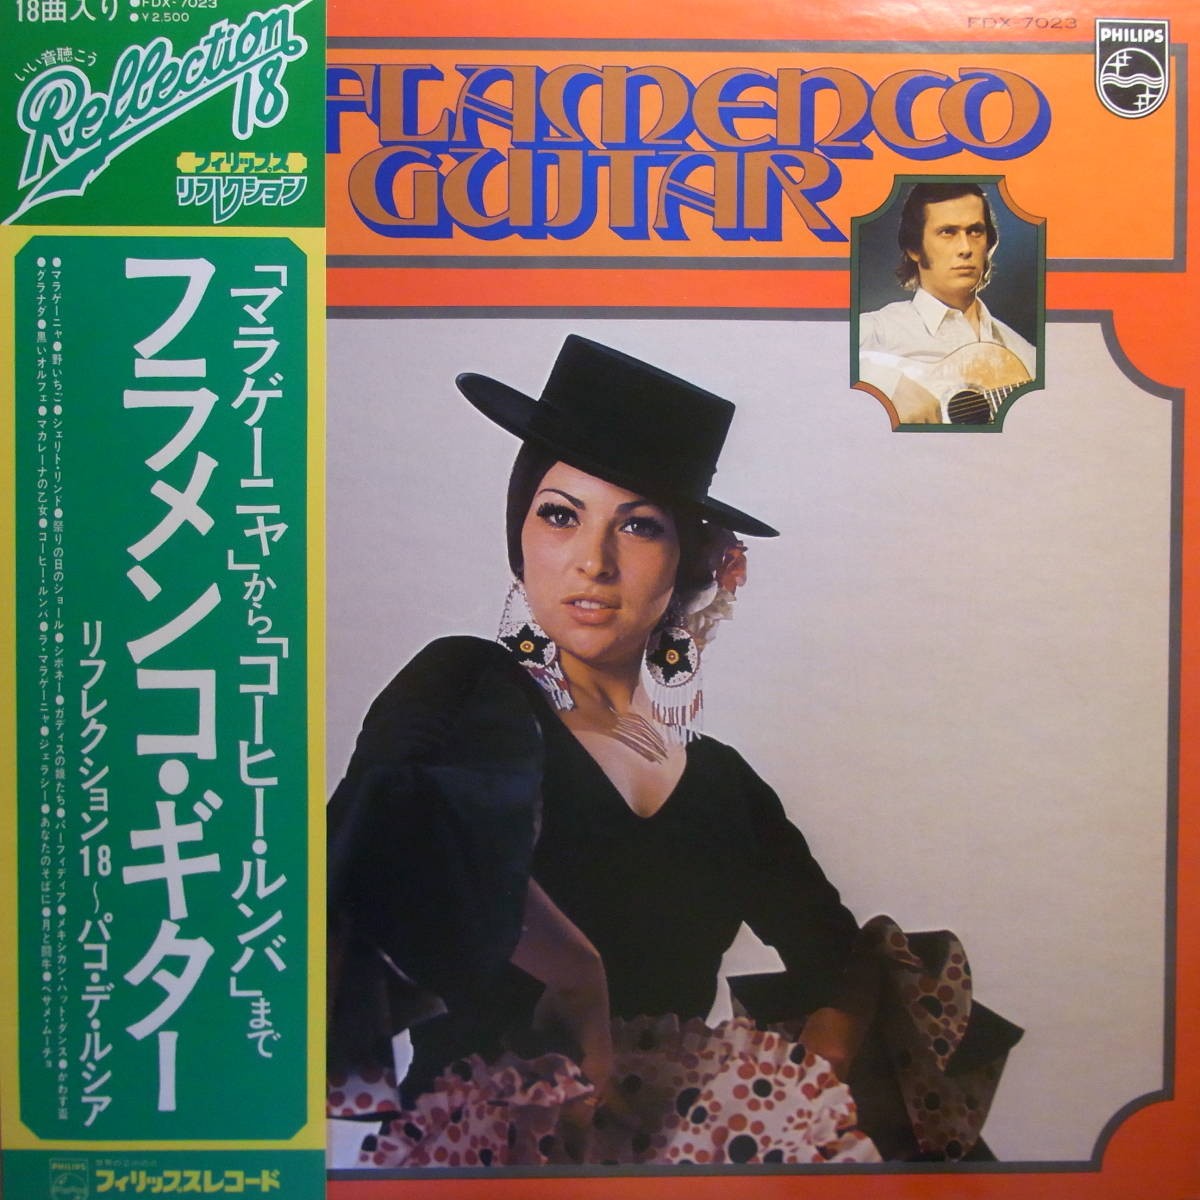 18曲入り
●FDX-7023
●¥2,500
いい音聴こう
Reflection 18
フィリップス
リフレクション
「マラゲーニャ」から「コーヒー・ルンバ」まで
フラメンコ・ギター
リフレクション18〜パコ・デ・ルシア
●マラゲーニャ●野いちご●シェリト・リンド●祭りの日のショール●シボネー●ガディスの娘たち●パーフィディア●メキシカン・ハット・ダンス●かわす盃
●グラナダ●黒いオルフェ●マカレーナの乙女●コーヒー・ルンバ●ラ・マラゲーニャ●ジェラシー●あなたのそばに●月と闘牛●ベサメ・ムーチョ
PHILIPS
フィリップスレコード
FDX-7023
PHILIPS
FLAMENCO
GUITAR